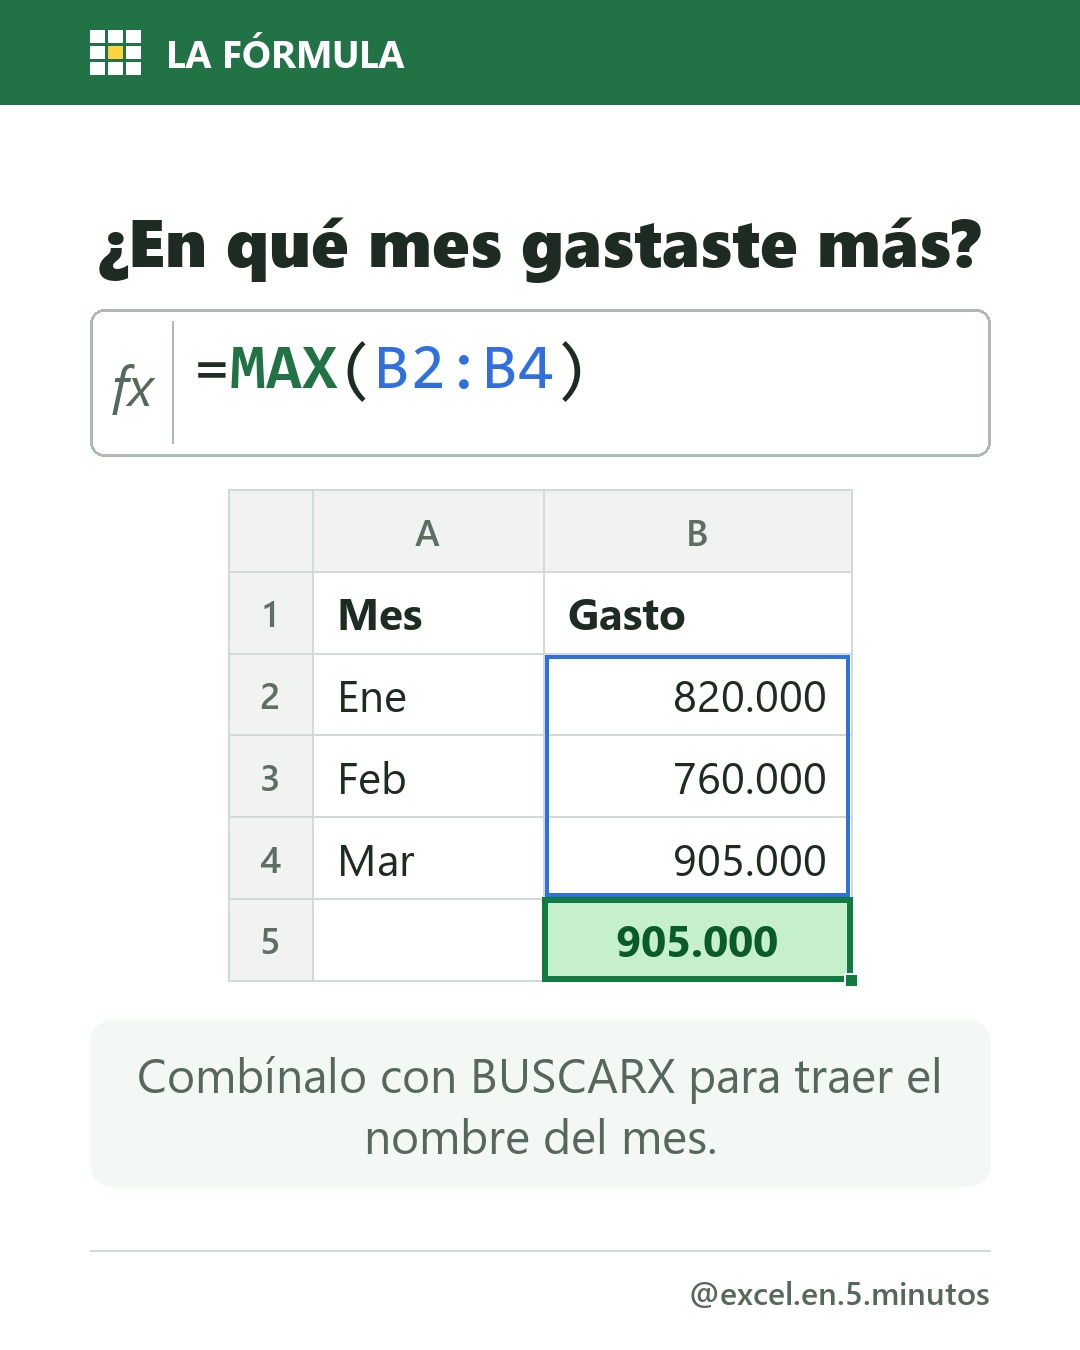 LA FÓRMULA
¿En qué mes gastaste más?
fx =MAX(B2:B4)
A B
1 Mes Gasto
2 Ene 820.000
3 Feb 760.000
4 Mar 905.000
5 905.000
Combínalo con BUSCARX para traer el
nombre del mes.
@excel.en.5.minutos